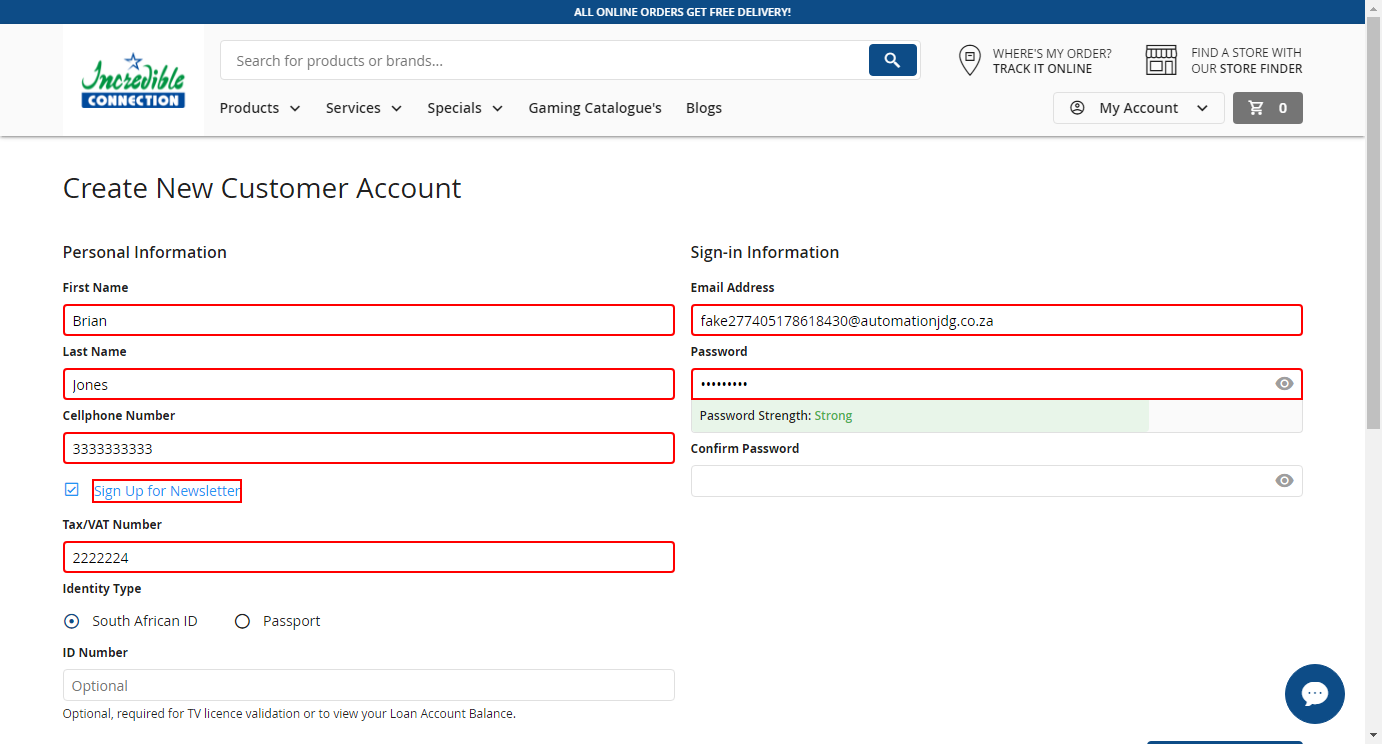 ALL ONLINE ORDERS GET FREE DELIVERY!
Incredible
CONNECTION
Search for products or brands...
WHERE'S MY ORDER?
TRACK IT ONLINE
FIND A STORE WITH
OUR STORE FINDER
Products
Services
Specials
Gaming Catalogue's
Blogs
My Account
0
Create New Customer Account
Personal Information
First Name
Brian
Last Name
Jones
Cellphone Number
3333333333
Sign Up for Newsletter
Tax/VAT Number
2222224
Identity Type
South African ID
Passport
ID Number
Optional
Optional, required for TV licence validation or to view your Loan Account Balance.
Sign-in Information
Email Address
fake277405178618430@automationjdg.co.za
Password
•••••••••
Password Strength: Strong
Confirm Password